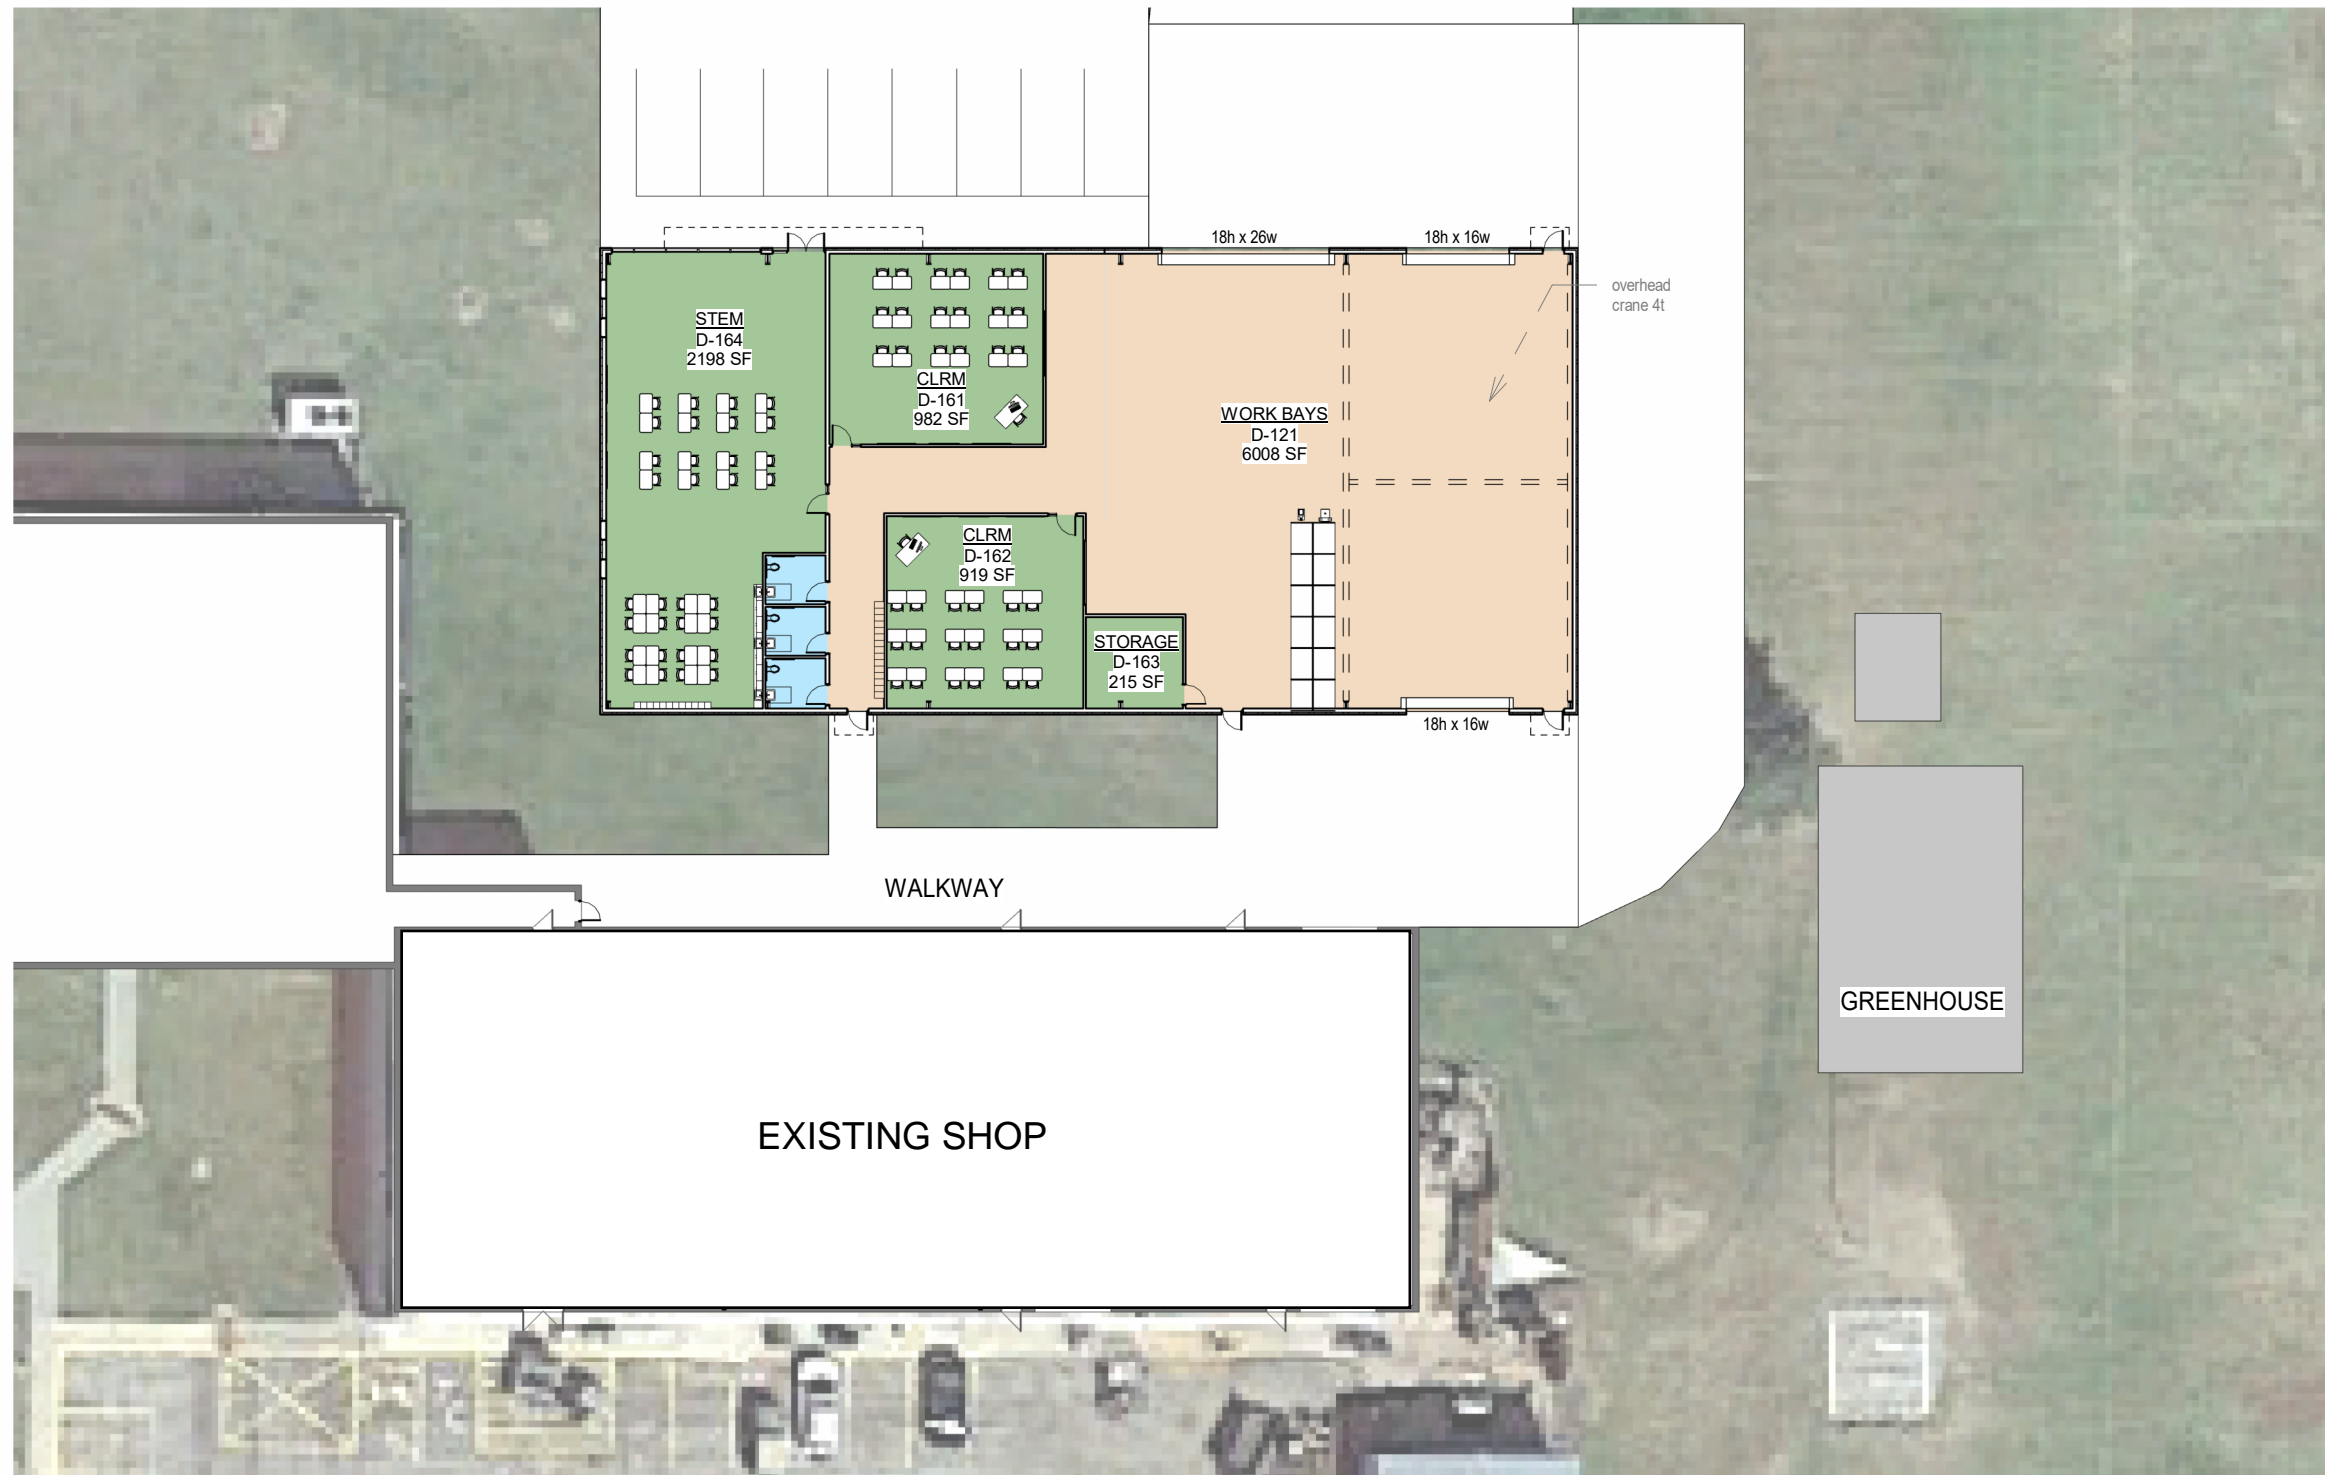 18h x 26w
18h x 16w
overhead
crane 4t
STEM
D-164
2198 SF
CLRM
D-161
982 SF
WORK BAYS
D-121
6008 SF
CLRM
D-162
919 SF
STORAGE
D-163
215 SF
18h x 16w
WALKWAY
GREENHOUSE
EXISTING SHOP